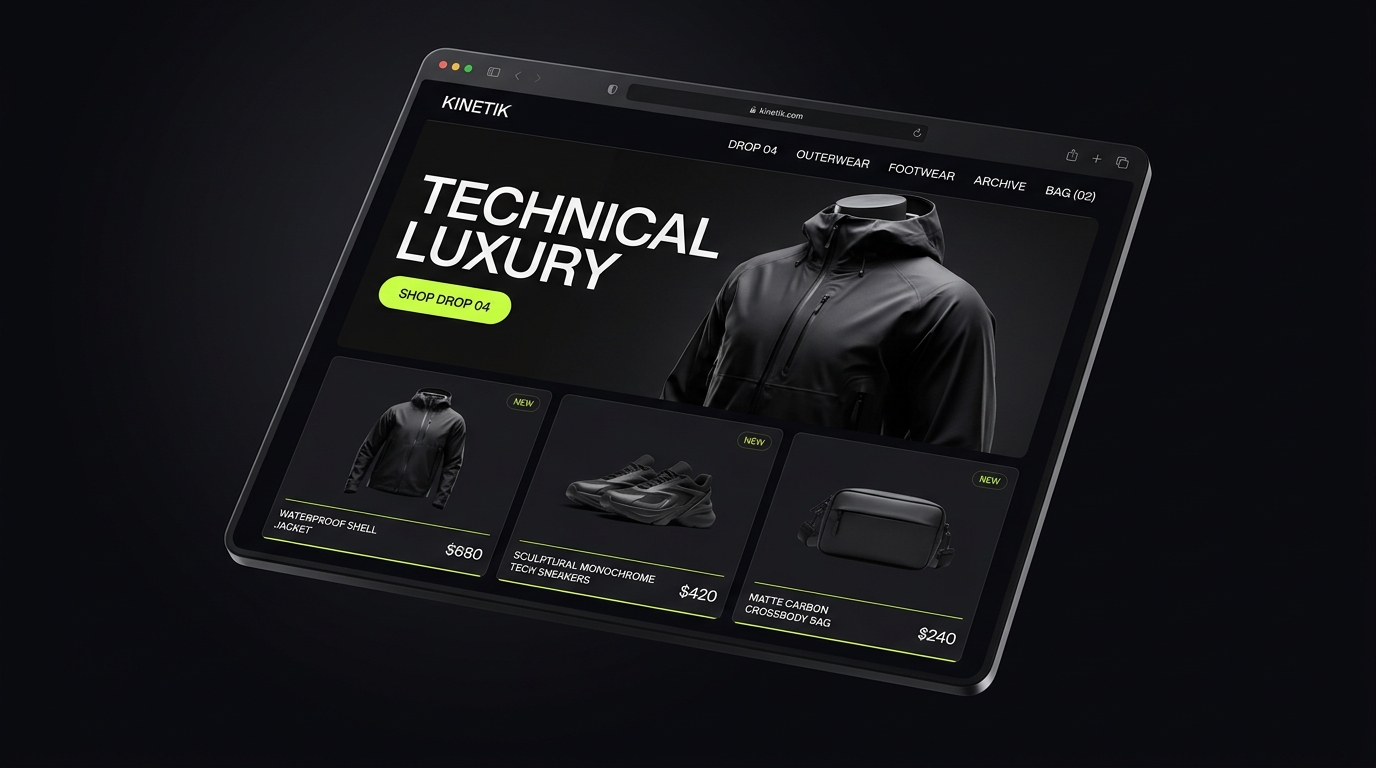 kinetik.com
KINETIK
DROP 04 OUTERWEAR FOOTWEAR ARCHIVE BAG (02)
TECHNICAL
LUXURY
SHOP DROP 04
NEW
WATERPROOF SHELL
JACKET
$680
NEW
SCULPTURAL MONOCHROME
TECH SNEAKERS
$420
NEW
MATTE CARBON
CROSSBODY BAG
$240